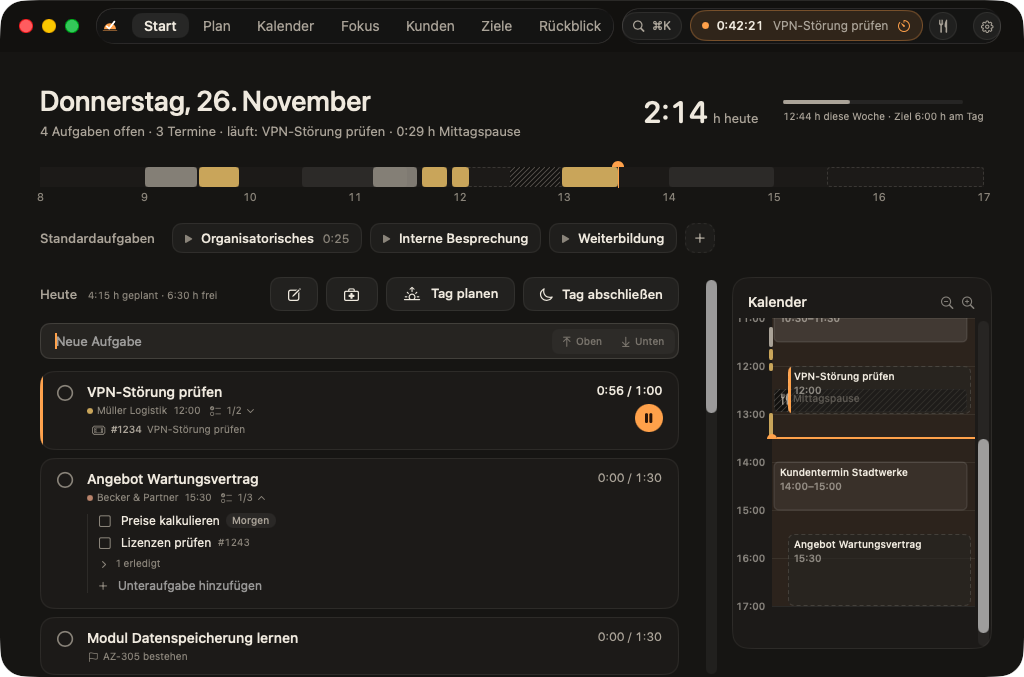 Start Plan Kalender Fokus Kunden Ziele Rückblick ⌘K 0:42:21 VPN-Störung prüfen
Donnerstag, 26. November
4 Aufgaben offen · 3 Termine · läuft: VPN-Störung prüfen · 0:29 h Mittagspause
2:14 h heute
12:44 h diese Woche · Ziel 6:00 h am Tag
8 9 10 11 12 13 14 15 16 17
Standardaufgaben Organisatorisches 0:25 Interne Besprechung Weiterbildung +
Heute 4:15 h geplant · 6:30 h frei Tag planen Tag abschließen
Neue Aufgabe Oben Unten
VPN-Störung prüfen 0:56 / 1:00
Müller Logistik 12:00 1/2
#1234 VPN-Störung prüfen
Angebot Wartungsvertrag 0:00 / 1:30
Becker & Partner 15:30 1/3
Preise kalkulieren Morgen
Lizenzen prüfen #1243
1 erledigt
+ Unteraufgabe hinzufügen
Modul Datenspeicherung lernen 0:00 / 1:30
AZ-305 bestehen
Kalender
11:00 10:30–11:30
12:00
VPN-Störung prüfen
12:00
Mittagspause
13:00
14:00
Kundentermin Stadtwerke
14:00–15:00
15:00
Angebot Wartungsvertrag
16:00 15:30
17:00